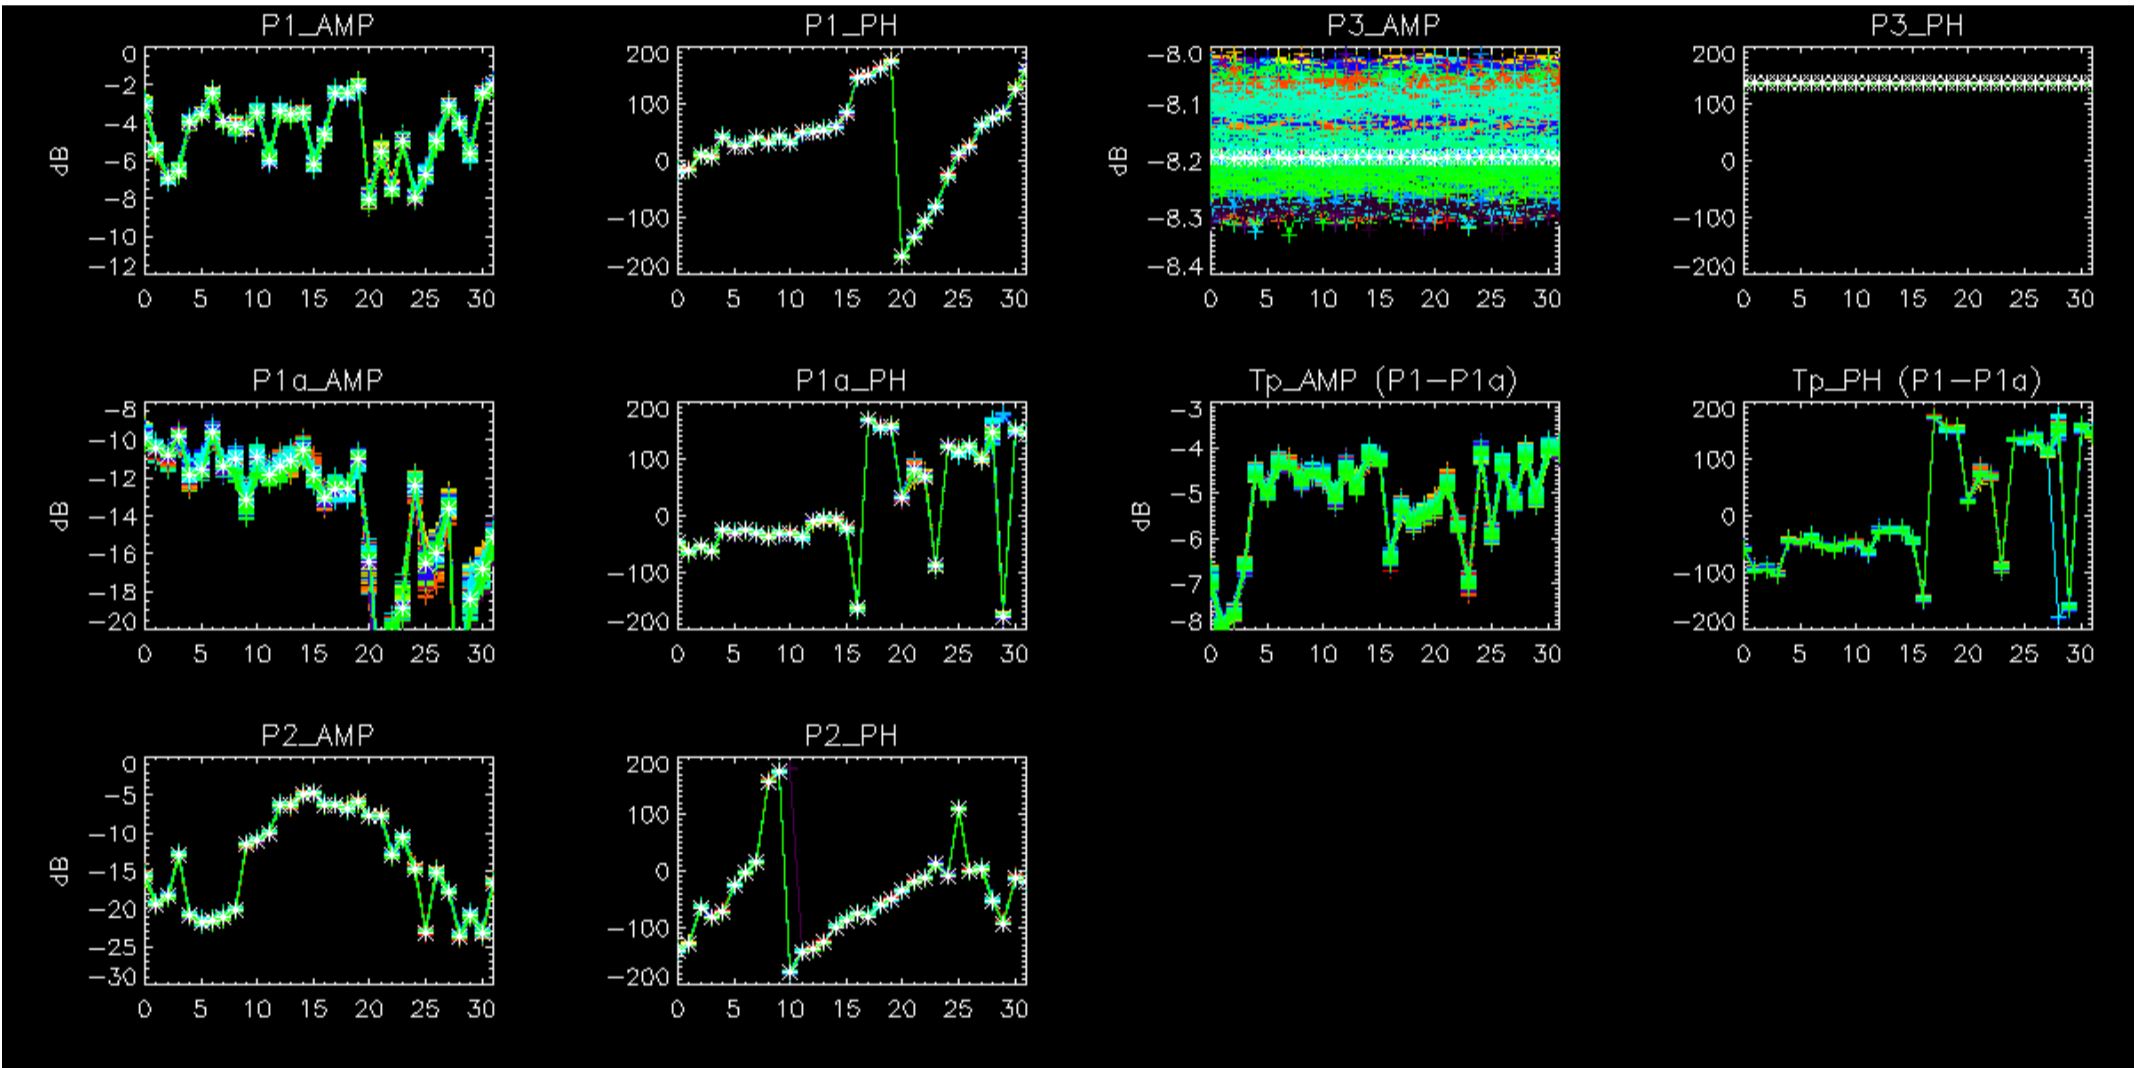 P1_AMP P1_PH P3_AMP P3_PH
dB 0 −2 −4 −6 −8 −10 −12
200 100 0 −100 −200
dB −8.0 −8.1 −8.2 −8.3 −8.4
200 100 0 −100 −200
0 5 10 15 20 25 30 0 5 10 15 20 25 30 0 5 10 15 20 25 30 0 5 10 15 20 25 30
P1a_AMP P1a_PH Tp_AMP (P1−P1a) Tp_PH (P1−P1a)
dB −8 −10 −12 −14 −16 −18 −20
200 100 0 −100 −200
dB −3 −4 −5 −6 −7 −8
200 100 0 −100 −200
0 5 10 15 20 25 30 0 5 10 15 20 25 30 0 5 10 15 20 25 30 0 5 10 15 20 25 30
P2_AMP P2_PH
dB 0 −5 −10 −15 −20 −25 −30
200 100 0 −100 −200
0 5 10 15 20 25 30 0 5 10 15 20 25 30